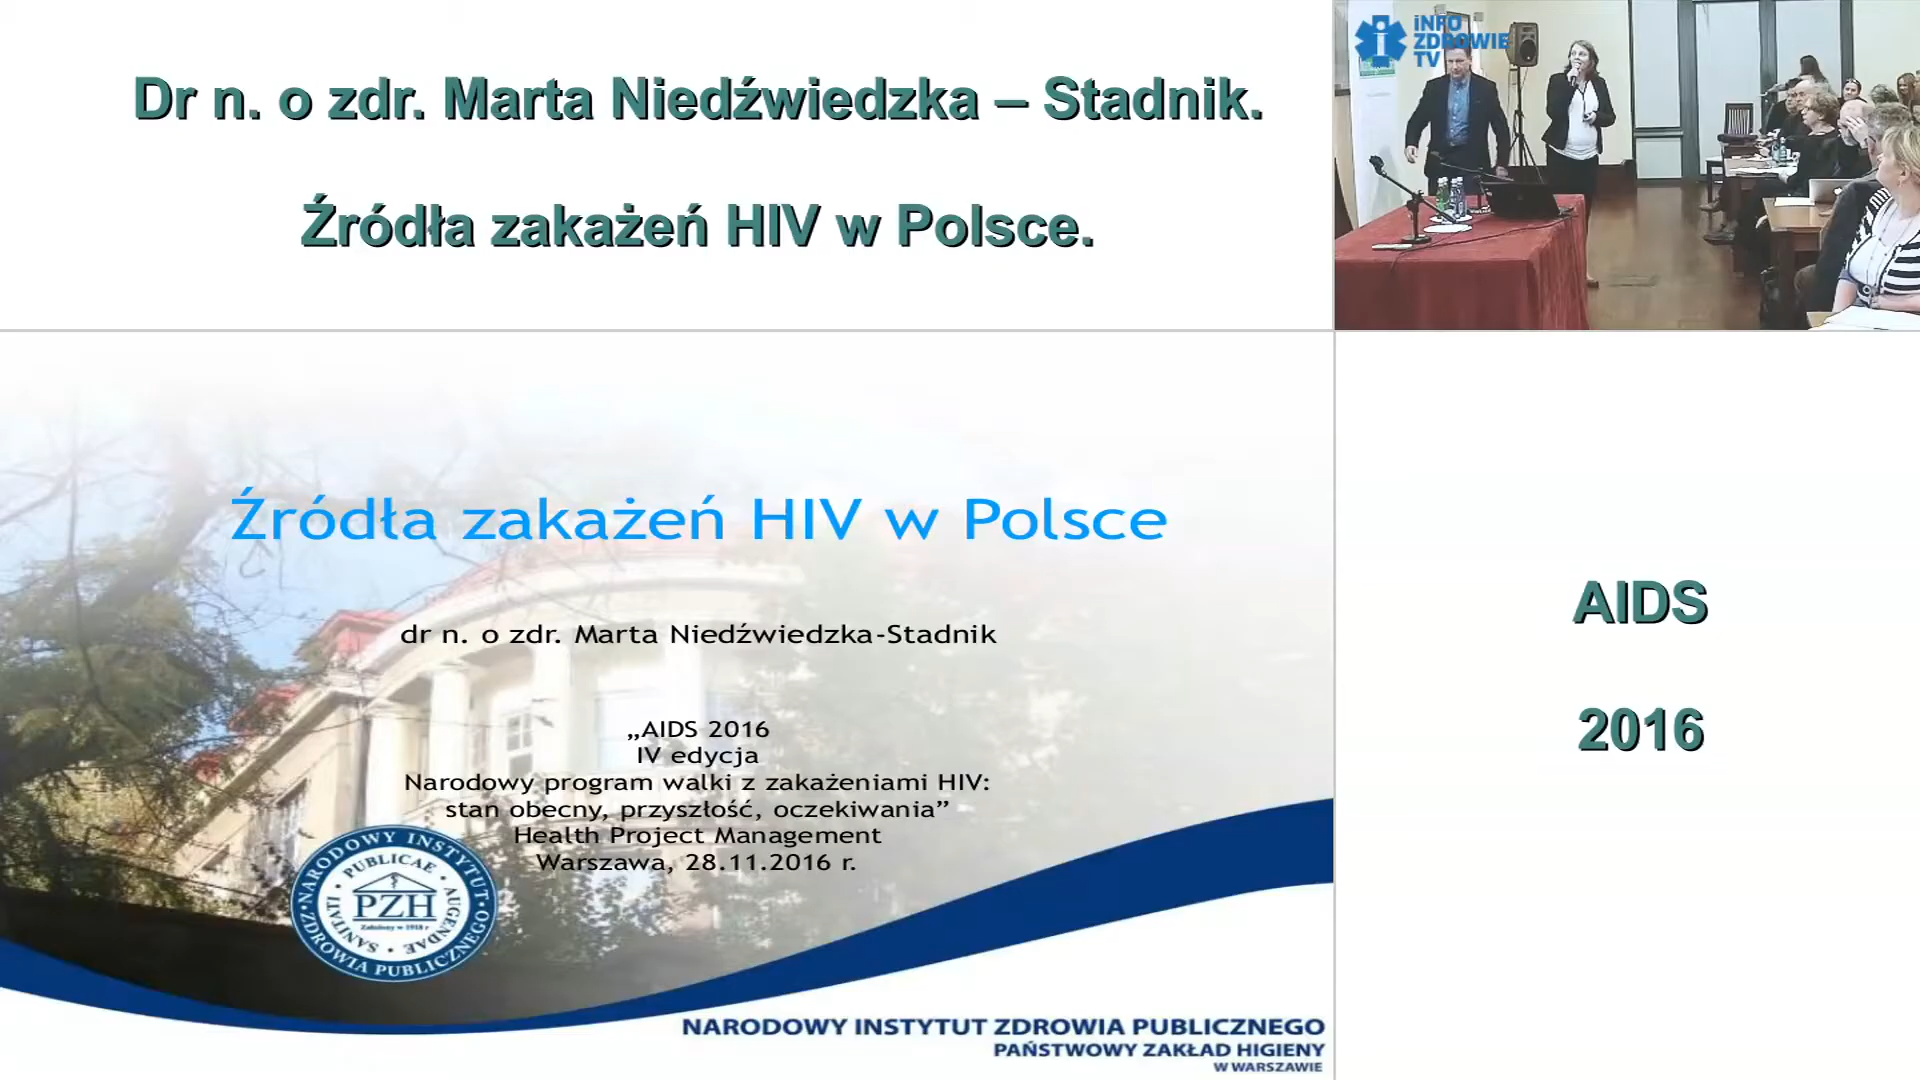 Dr n. o zdr. Marta Niedźwiedzka – Stadnik.
Źródła zakażeń HIV w Polsce.
iNFO
ZDROWIE
TV
Źródła zakażeń HIV w Polsce
dr n. o zdr. Marta Niedźwiedzka-Stadnik
„AIDS 2016
IV edycja
Narodowy program walki z zakażeniami HIV:
stan obecny, przyszłość, oczekiwania”
Health Project Management
Warszawa, 28.11.2016 r.
NARODOWY INSTYTUT ZDROWIA PUBLICZNEGO
PUBLICAE AUGENDAE SANITATI
PZH
Założony w 1918 r
NARODOWY INSTYTUT ZDROWIA PUBLICZNEGO
PAŃSTWOWY ZAKŁAD HIGIENY
W WARSZAWIE
AIDS
2016